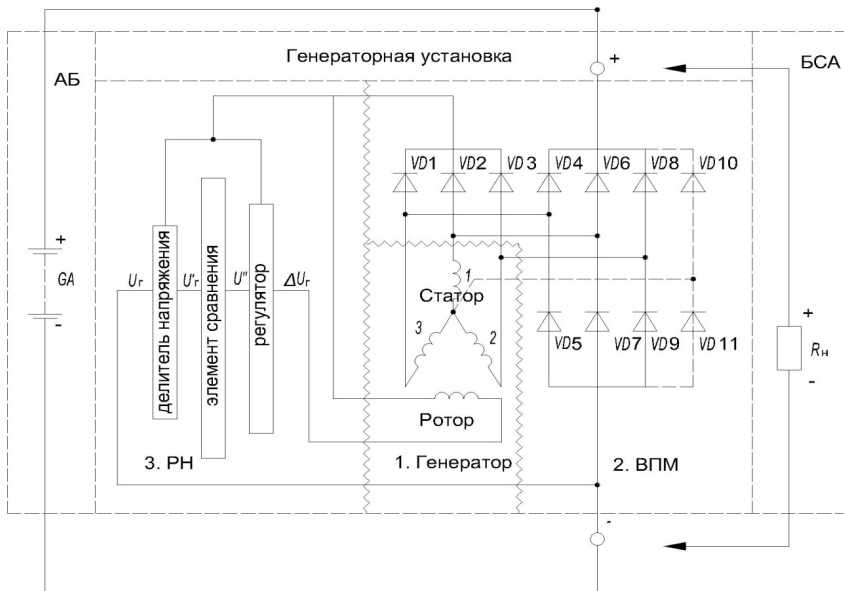 Генераторная установка
АБ
БСА
+
VD1
VD2
VD3
VD4
VD6
VD8
VD10
+
GA
-
Uг
делитель напряжения
U'г
элемент сравнения
U"
регулятор
ΔUг
1
Статор
3
2
VD5
VD7
VD9
VD11
+
Rн
-
Ротор
3. РН
1. Генератор
2. ВПМ
-